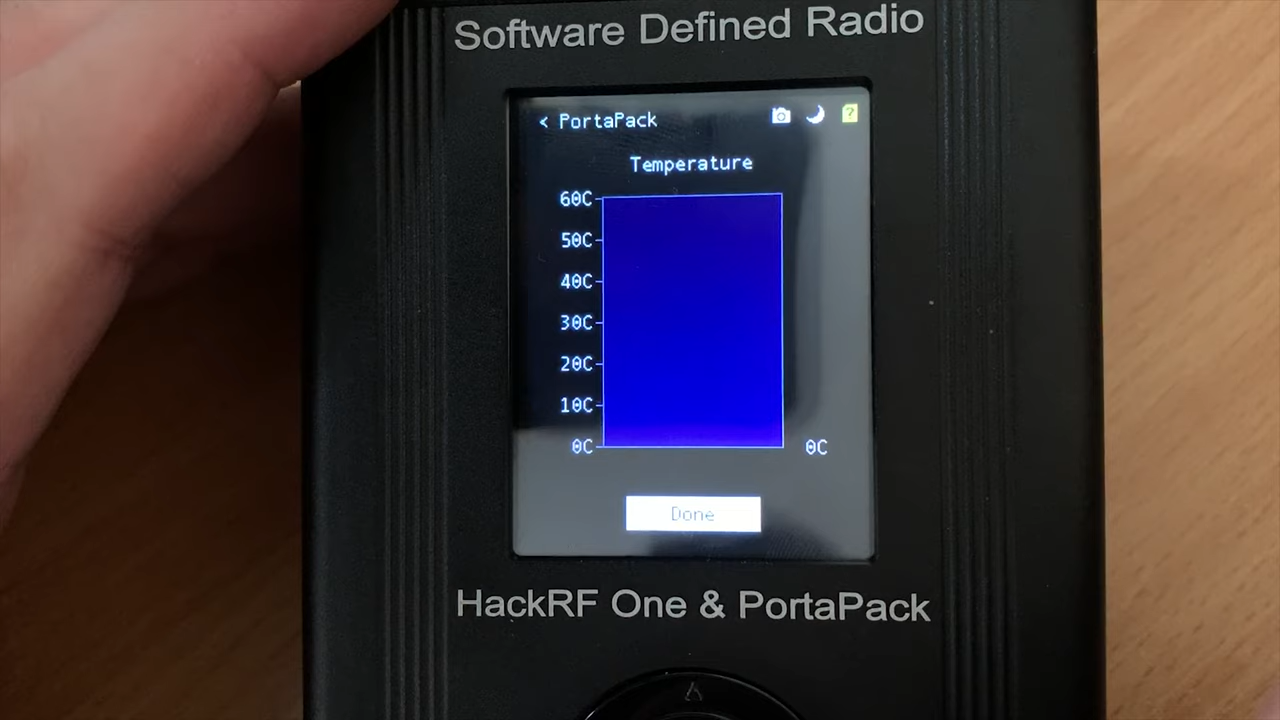 Software Defined Radio
< PortaPack
?
Temperature
60C
50C
40C
30C
20C
10C
0C
0C
Done
HackRF One & PortaPack